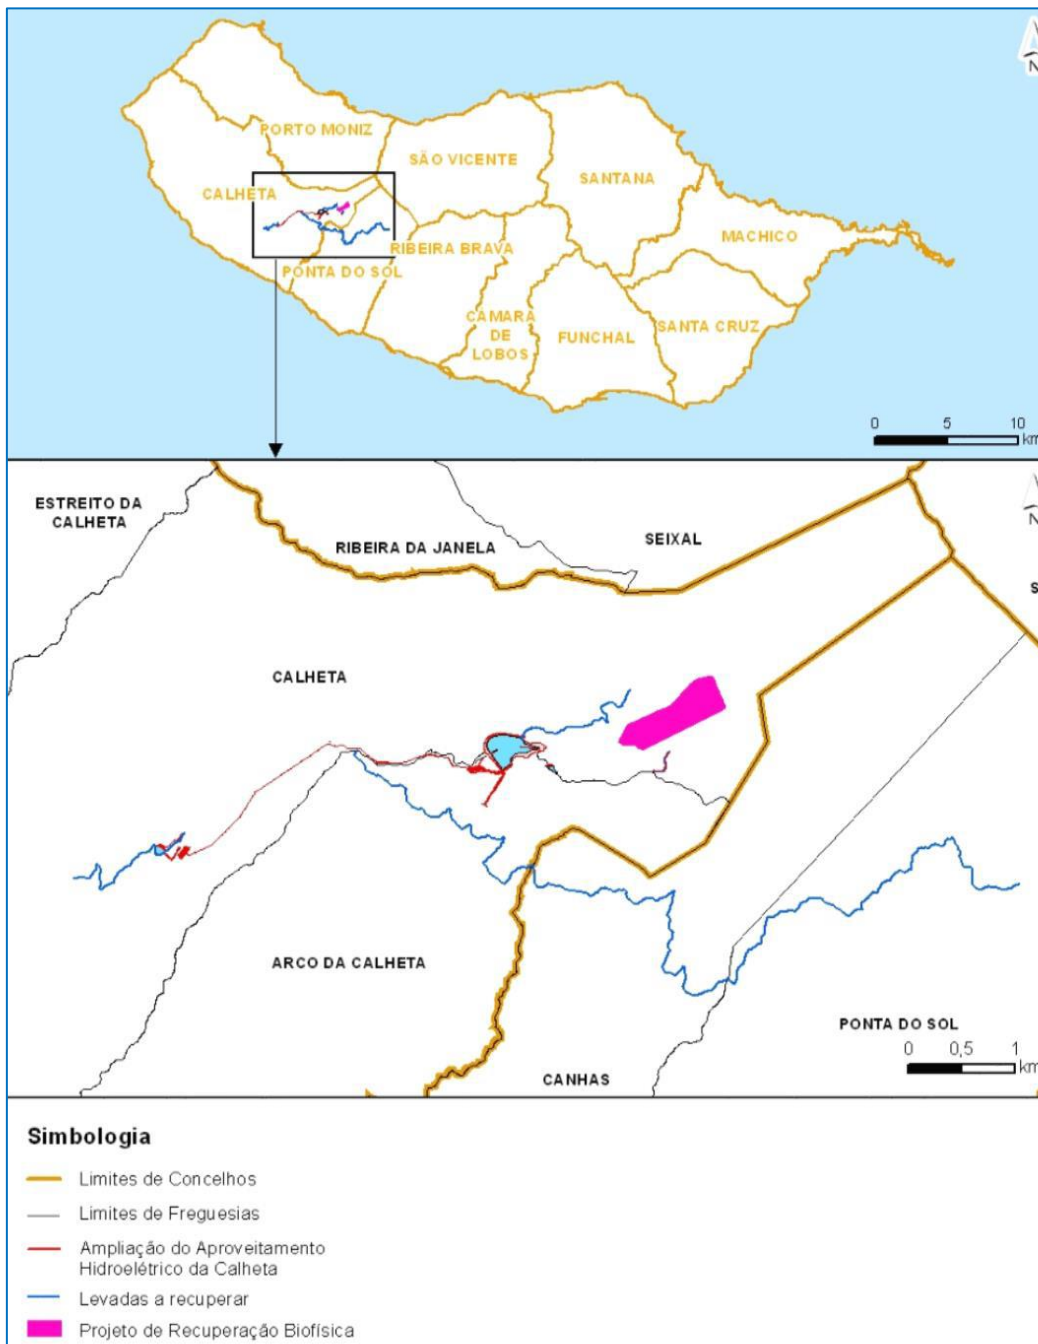 N
PORTO MONIZ
SÃO VICENTE
SANTANA
CALHETA
MACHICO
RIBEIRA BRAVA
PONTA DO SOL
CÂMARA
DE
LOBOS
FUNCHAL
SANTA CRUZ
0 5 10
km
ESTREITO DA
CALHETA
RIBEIRA DA JANELA
SEIXAL
N
S
CALHETA
ARCO DA CALHETA
PONTA DO SOL
0 0,5 1
km
CANHAS
Simbologia
Limites de Concelhos
Limites de Freguesias
Ampliação do Aproveitamento
Hidroelétrico da Calheta
Levadas a recuperar
Projeto de Recuperação Biofísica